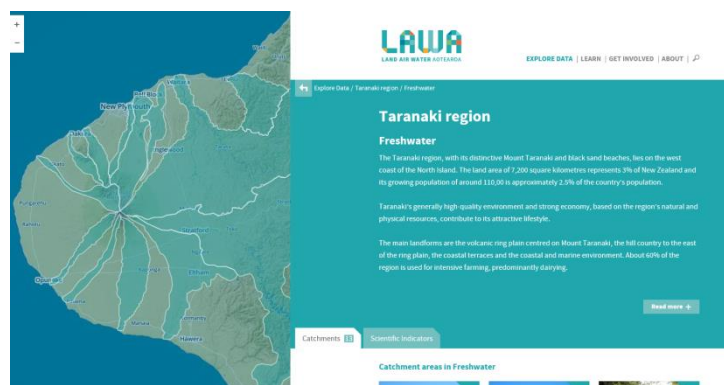 LAWA
LAND AIR WATER AOTEAROA
EXPLORE DATA | LEARN | GET INVOLVED | ABOUT |
Explore Data / Taranaki region / Freshwater
Taranaki region
Freshwater
The Taranaki region, with its distinctive Mount Taranaki and black sand beaches, lies on the west
coast of the North Island. The land area of 7,200 square kilometres represents 3% of New Zealand and
its growing population of around 110,00 is approximately 2.5% of the country's population.
Taranaki's generally high quality environment and strong economy, based on the region's natural and
physical resources, contribute to its attractive lifestyle.
The main landforms are the volcanic ring plain centred on Mount Taranaki, the hill country to the east
of the ring plain, the coastal terraces and the coastal and marine environment. About 60% of the
region is used for intensive farming, predominantly dairying.
Read more +
Catchments 13
Scientific Indicators
Catchment areas in Freshwater
+
-
Bell Block
New Plymouth
Inglewood
Stratford
Eltham
Kaponga
Manaia
Hawera